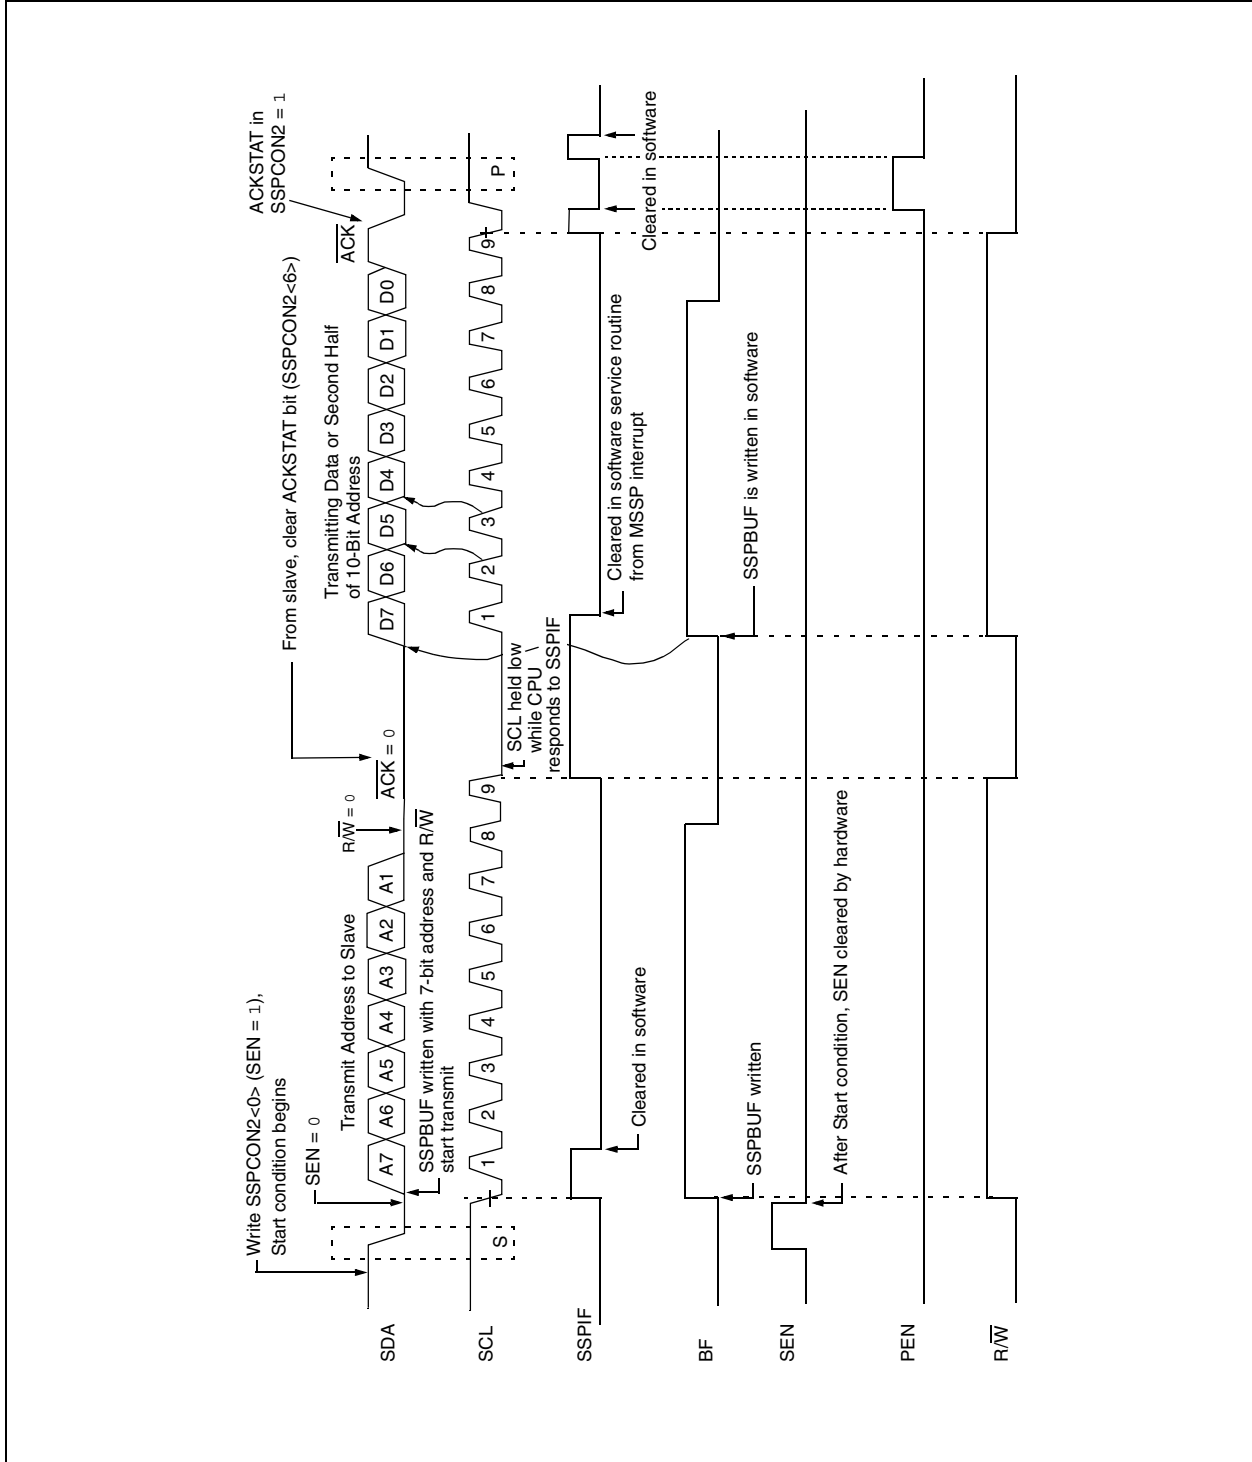 Write SSPCON2<0> (SEN = 1),
Start condition begins
SEN = 0
Transmit Address to Slave
R/W = 0
From slave, clear ACKSTAT bit (SSPCON2<6>)
ACK = 0
Transmitting Data or Second Half
of 10-Bit Address
ACKSTAT in
SSPCON2 = 1
ACK
SDA
A7 A6 A5 A4 A3 A2 A1
D7 D6 D5 D4 D3 D2 D1 D0
SSPBUF written with 7-bit address and R/W
start transmit
SCL
S
1 2 3 4 5 6 7 8 9
1 2 3 4 5 6 7 8 9
P
SCL held low
while CPU
responds to SSPIF
SSPIF
Cleared in software
Cleared in software service routine
from MSSP interrupt
Cleared in software
Cleared in software
BF
SSPBUF written
SSPBUF is written in software
SEN
After Start condition, SEN cleared by hardware
PEN
R/W